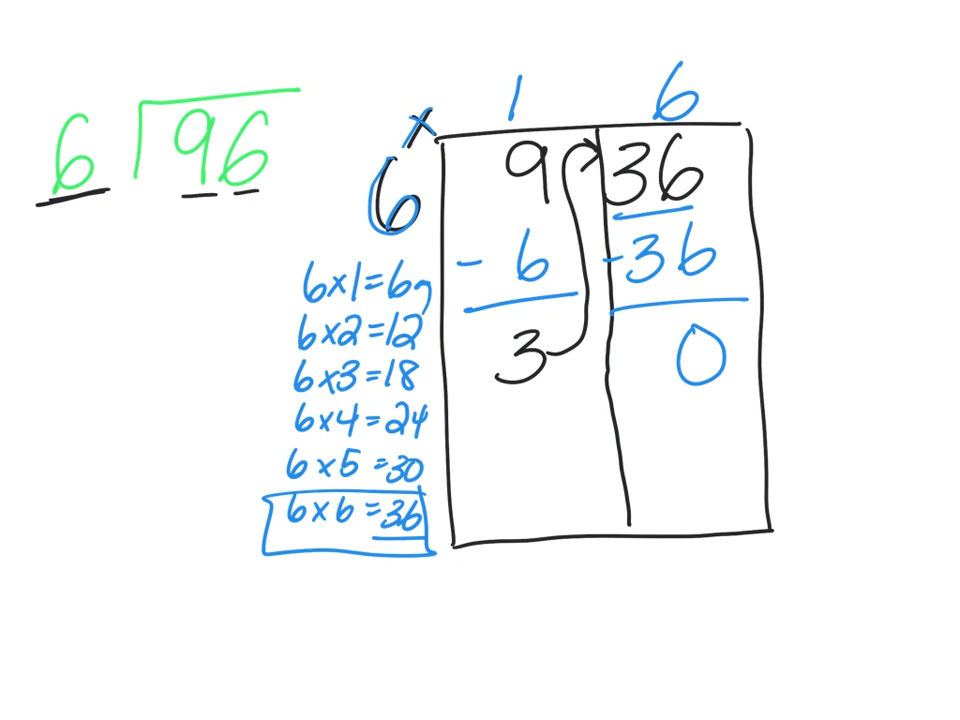 6 96
1 6
x
6 9 36
- 6 -36
3 0
6x1=6
6x2=12
6x3=18
6x4=24
6x5=30
6x6=36